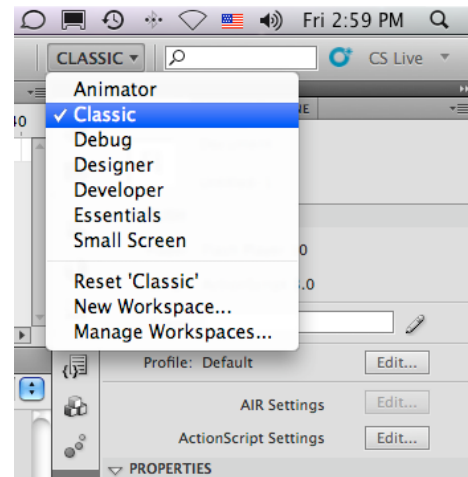 Fri 2:59 PM
CLASSIC
CS Live
Animator
Classic
Debug
Designer
Developer
Essentials
Small Screen
Reset 'Classic'
New Workspace...
Manage Workspaces...
Profile: Default
Edit...
AIR Settings
Edit...
ActionScript Settings
Edit...
PROPERTIES